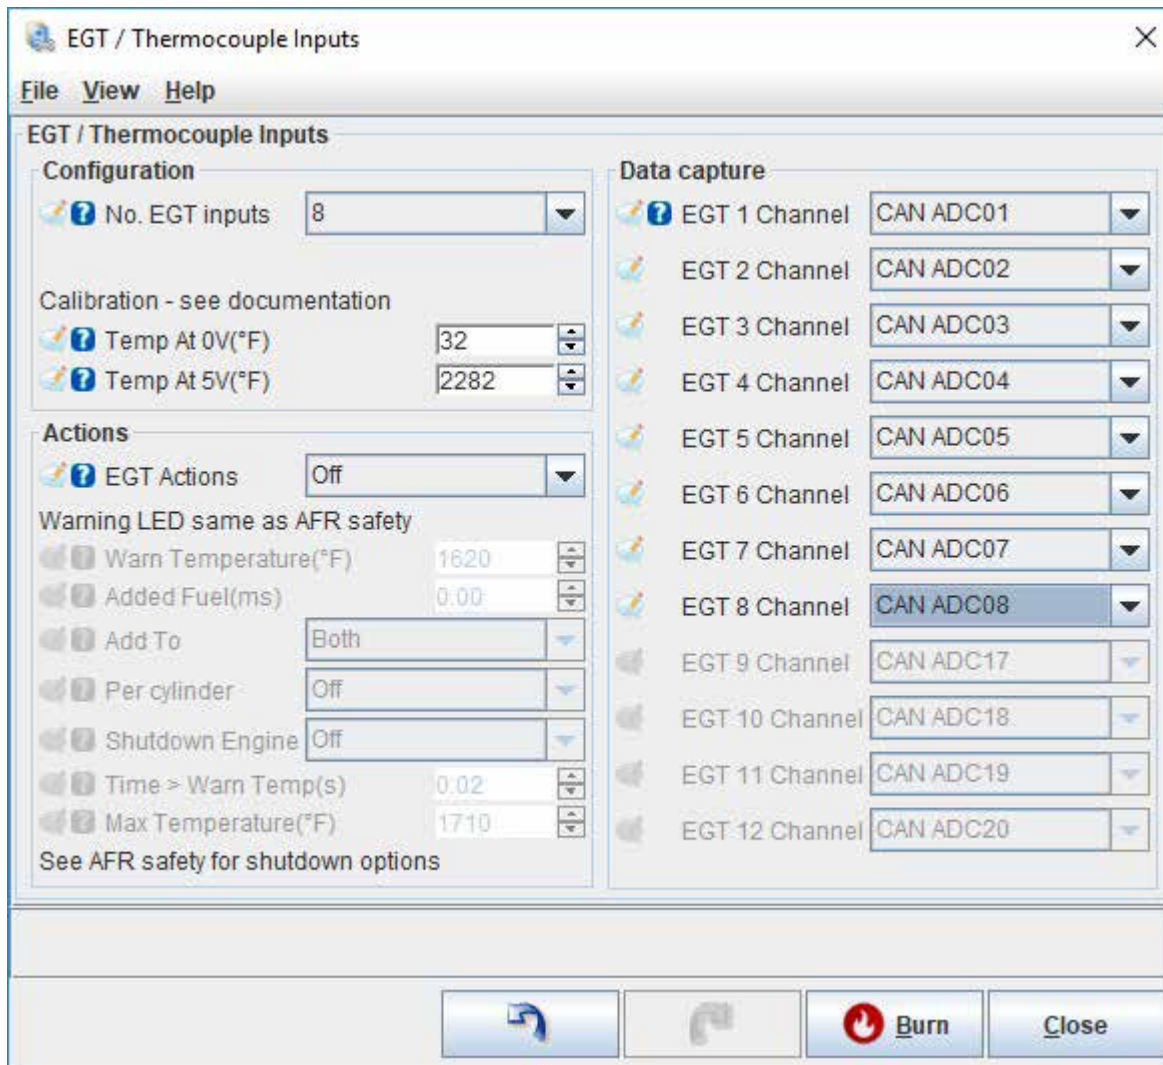 EGT / Thermocouple Inputs
File View Help
EGT / Thermocouple Inputs
Configuration
No. EGT inputs 8
Calibration - see documentation
Temp At 0V(°F) 32
Temp At 5V(°F) 2282
Actions
EGT Actions Off
Warning LED same as AFR safety
Warn Temperature(°F) 1620
Added Fuel(ms) 0.00
Add To Both
Per cylinder Off
Shutdown Engine Off
Time > Warn Temp(s) 0.02
Max Temperature(°F) 1710
See AFR safety for shutdown options
Data capture
EGT 1 Channel CAN ADC01
EGT 2 Channel CAN ADC02
EGT 3 Channel CAN ADC03
EGT 4 Channel CAN ADC04
EGT 5 Channel CAN ADC05
EGT 6 Channel CAN ADC06
EGT 7 Channel CAN ADC07
EGT 8 Channel CAN ADC08
EGT 9 Channel CAN ADC17
EGT 10 Channel CAN ADC18
EGT 11 Channel CAN ADC19
EGT 12 Channel CAN ADC20
Burn Close